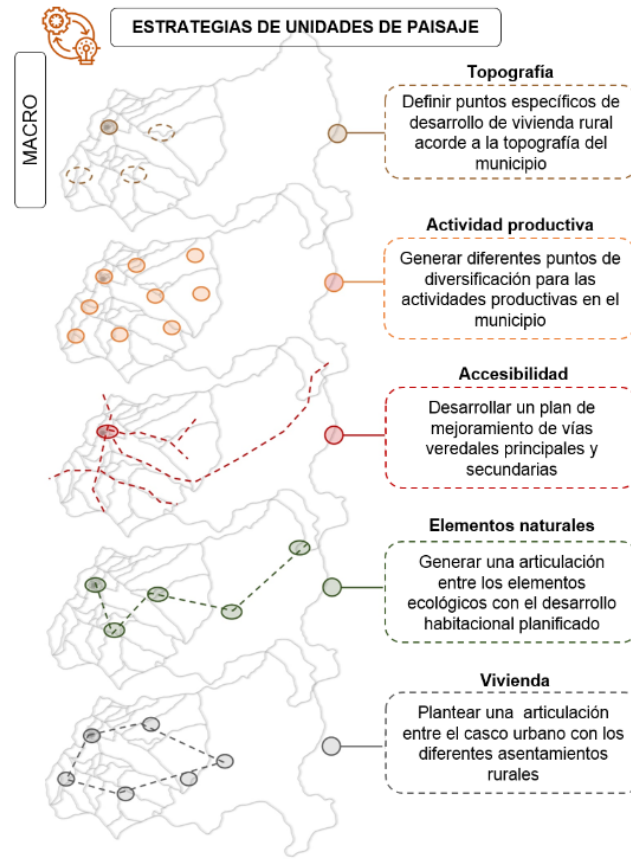 ESTRATEGIAS DE UNIDADES DE PAISAJE
MACRO
Topografía
Definir puntos específicos de
desarrollo de vivienda rural
acorde a la topografía del
municipio
Actividad productiva
Generar diferentes puntos de
diversificación para las
actividades productivas en el
municipio
Accesibilidad
Desarrollar un plan de
mejoramiento de vías
veredales principales y
secundarias
Elementos naturales
Generar una articulación
entre los elementos
ecológicos con el desarrollo
habitacional planificado
Vivienda
Plantear una articulación
entre el casco urbano con los
diferentes asentamientos
rurales